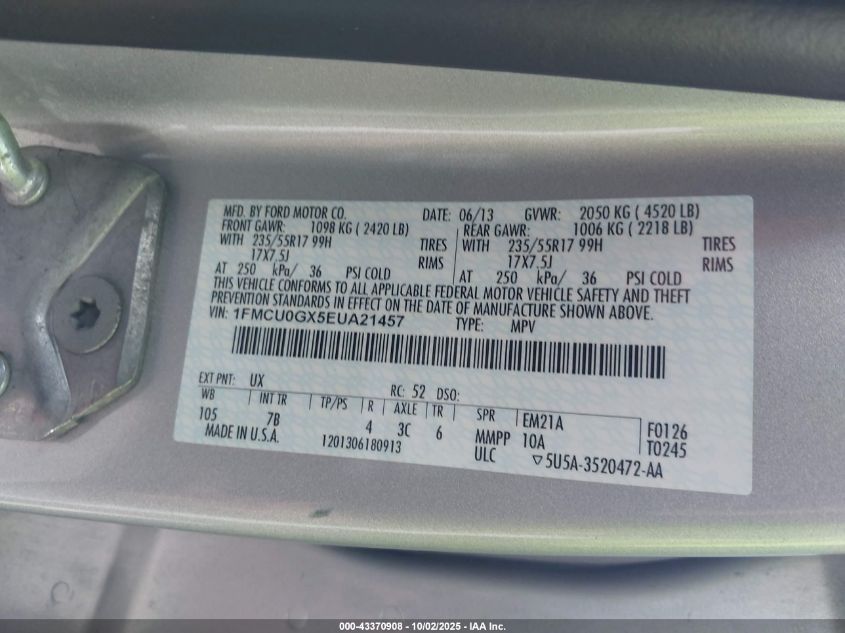 MFD. BY FORD MOTOR CO. DATE: 06/13 GVWR: 2050 KG ( 4520 LB)
FRONT GAWR: 1098 KG ( 2420 LB) REAR GAWR: 1006 KG ( 2218 LB)
WITH 235/55R17 99H TIRES WITH 235/55R17 99H TIRES
17X7.5J RIMS 17X7.5J RIMS
AT 250 kPa/ 36 PSI COLD AT 250 kPa/ 36 PSI COLD
THIS VEHICLE CONFORMS TO ALL APPLICABLE FEDERAL MOTOR VEHICLE SAFETY AND THEFT
PREVENTION STANDARDS IN EFFECT ON THE DATE OF MANUFACTURE SHOWN ABOVE.
VIN: 1FMCU0GX5EUA21457 TYPE: MPV
EXT PNT: UX RC: 52 DSO:
WB INT TR TP/PS R AXLE TR SPR EM21A F0126
105 7B 4 3C 6 MMPP 10A T0245
MADE IN U.S.A. 1201306180913 ULC ▽5U5A-3520472-AA
000-43370908 - 10/02/2025 - IAA Inc.